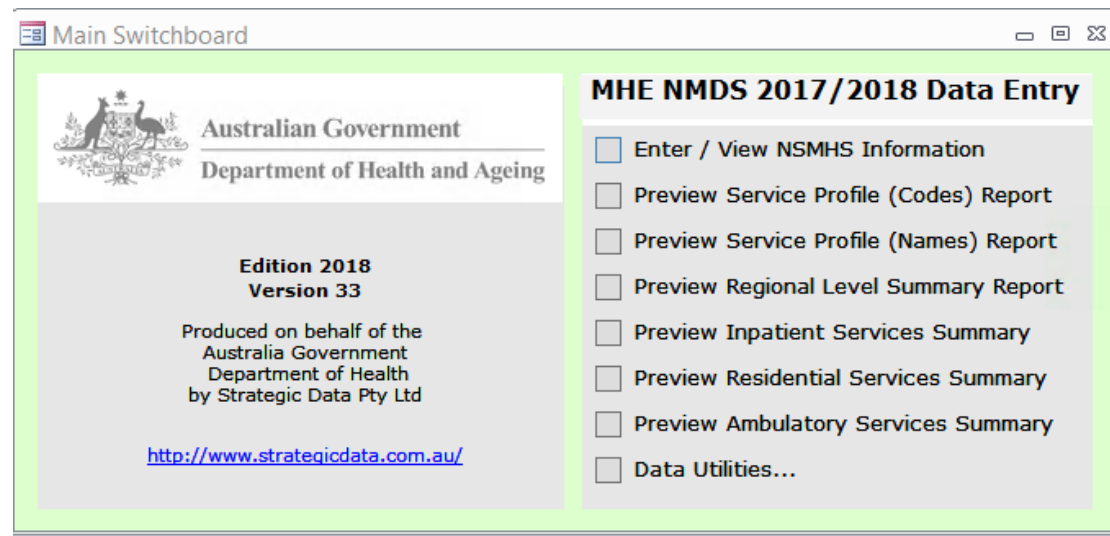 Main Switchboard
Australian Government
Department of Health and Ageing
Edition 2018
Version 33
Produced on behalf of the
Australia Government
Department of Health
by Strategic Data Pty Ltd
http://www.strategicdata.com.au/
MHE NMDS 2017/2018 Data Entry
Enter / View NSMHS Information
Preview Service Profile (Codes) Report
Preview Service Profile (Names) Report
Preview Regional Level Summary Report
Preview Inpatient Services Summary
Preview Residential Services Summary
Preview Ambulatory Services Summary
Data Utilities...